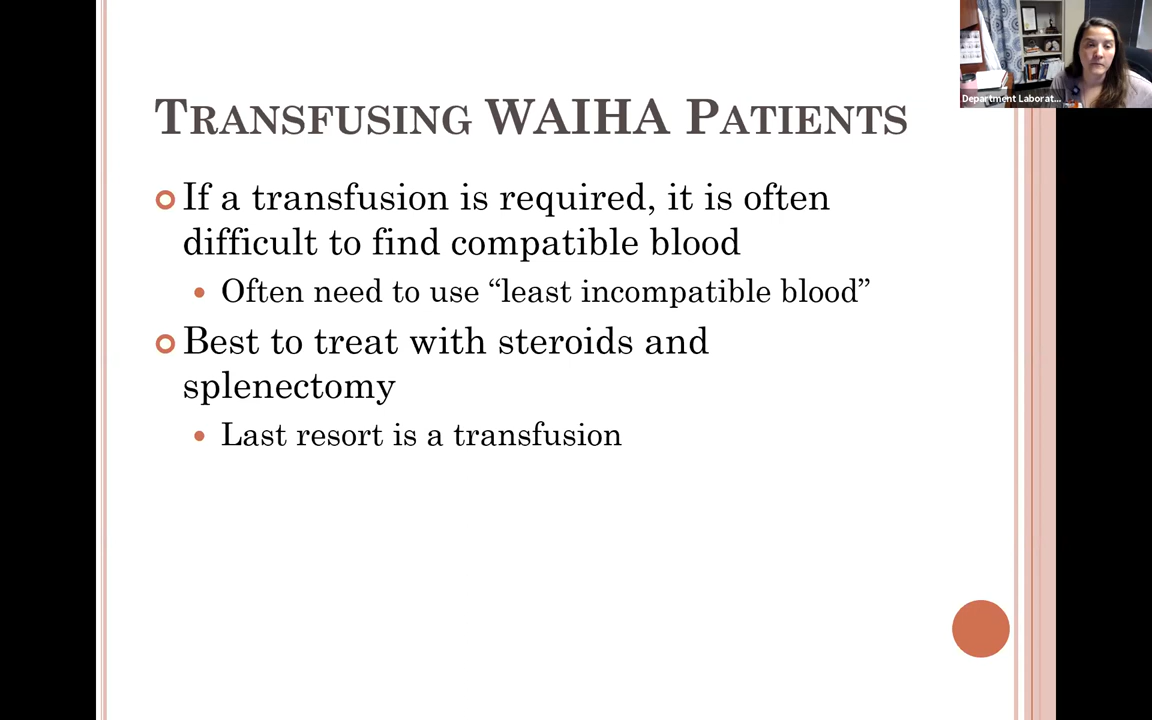 Department Laborat...
TRANSFUSING WAIHA PATIENTS
If a transfusion is required, it is often
difficult to find compatible blood
Often need to use “least incompatible blood”
Best to treat with steroids and
splenectomy
Last resort is a transfusion